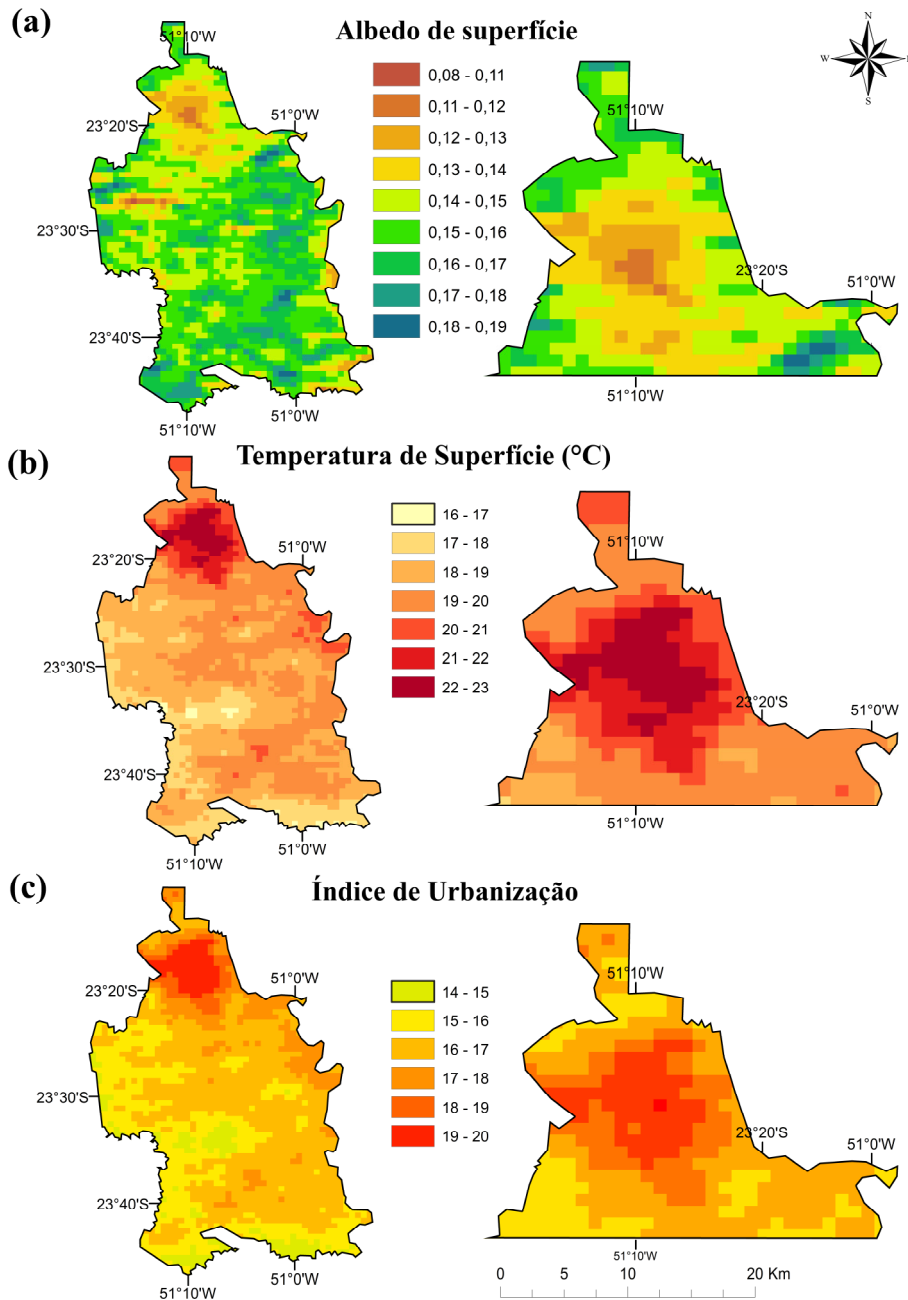 (a)
Albedo de superfície
N
W
E
S
51°10'W
23°20'S
51°0'W
23°30'S
23°40'S
51°10'W
51°0'W
0,08 - 0,11
0,11 - 0,12
0,12 - 0,13
0,13 - 0,14
0,14 - 0,15
0,15 - 0,16
0,16 - 0,17
0,17 - 0,18
0,18 - 0,19
51°10'W
23°20'S
51°0'W
51°10'W
(b)
Temperatura de Superfície (°C)
51°0'W
23°20'S
23°30'S
23°40'S
51°10'W
51°0'W
16 - 17
17 - 18
18 - 19
19 - 20
20 - 21
21 - 22
22 - 23
51°10'W
23°20'S
51°0'W
51°10'W
(c)
Índice de Urbanização
51°0'W
23°20'S
23°30'S
23°40'S
51°10'W
51°0'W
14 - 15
15 - 16
16 - 17
17 - 18
18 - 19
19 - 20
51°10'W
23°20'S
51°0'W
51°10'W
0 5 10 20 Km